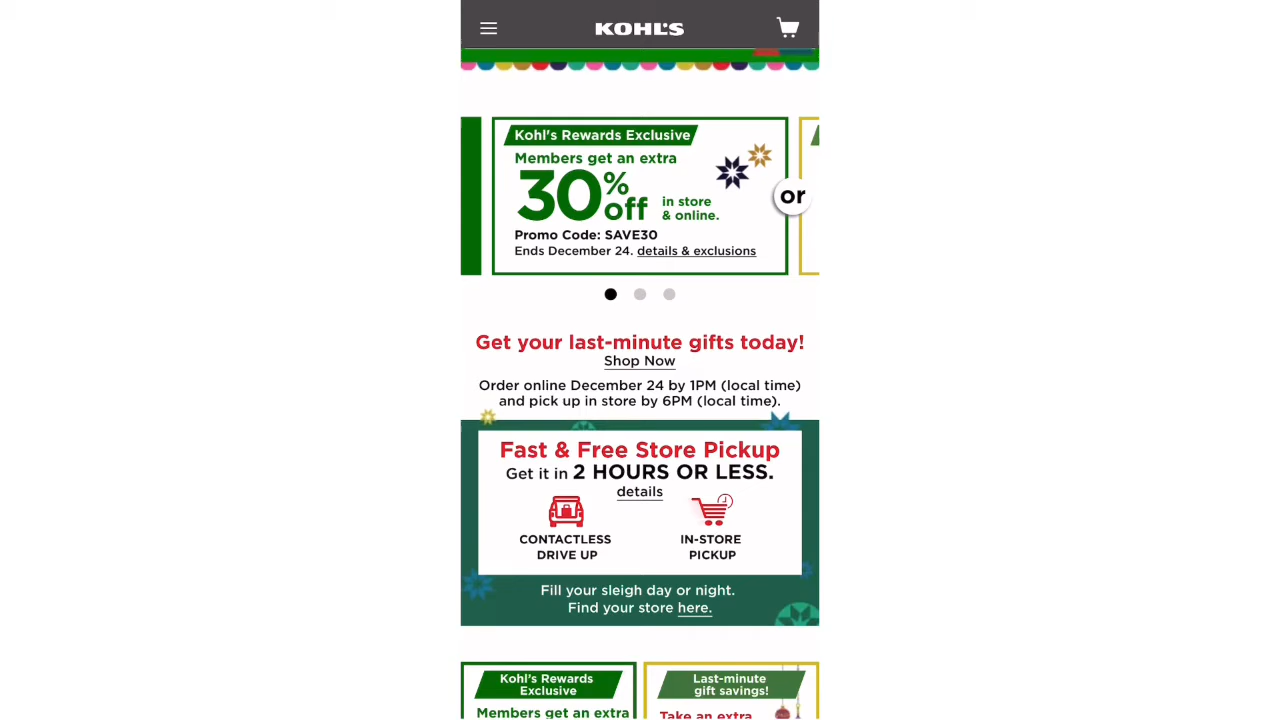 KOHL'S
Kohl's Rewards Exclusive
Members get an extra
30% off in store & online.
Promo Code: SAVE30
Ends December 24. details & exclusions
or
Get your last-minute gifts today!
Shop Now
Order online December 24 by 1PM (local time)
and pick up in store by 6PM (local time).
Fast & Free Store Pickup
Get it in 2 HOURS OR LESS.
details
CONTACTLESS
DRIVE UP
IN-STORE
PICKUP
Fill your sleigh day or night.
Find your store here.
Kohl's Rewards
Exclusive
Members get an extra
Last-minute
gift savings!
Take an extra